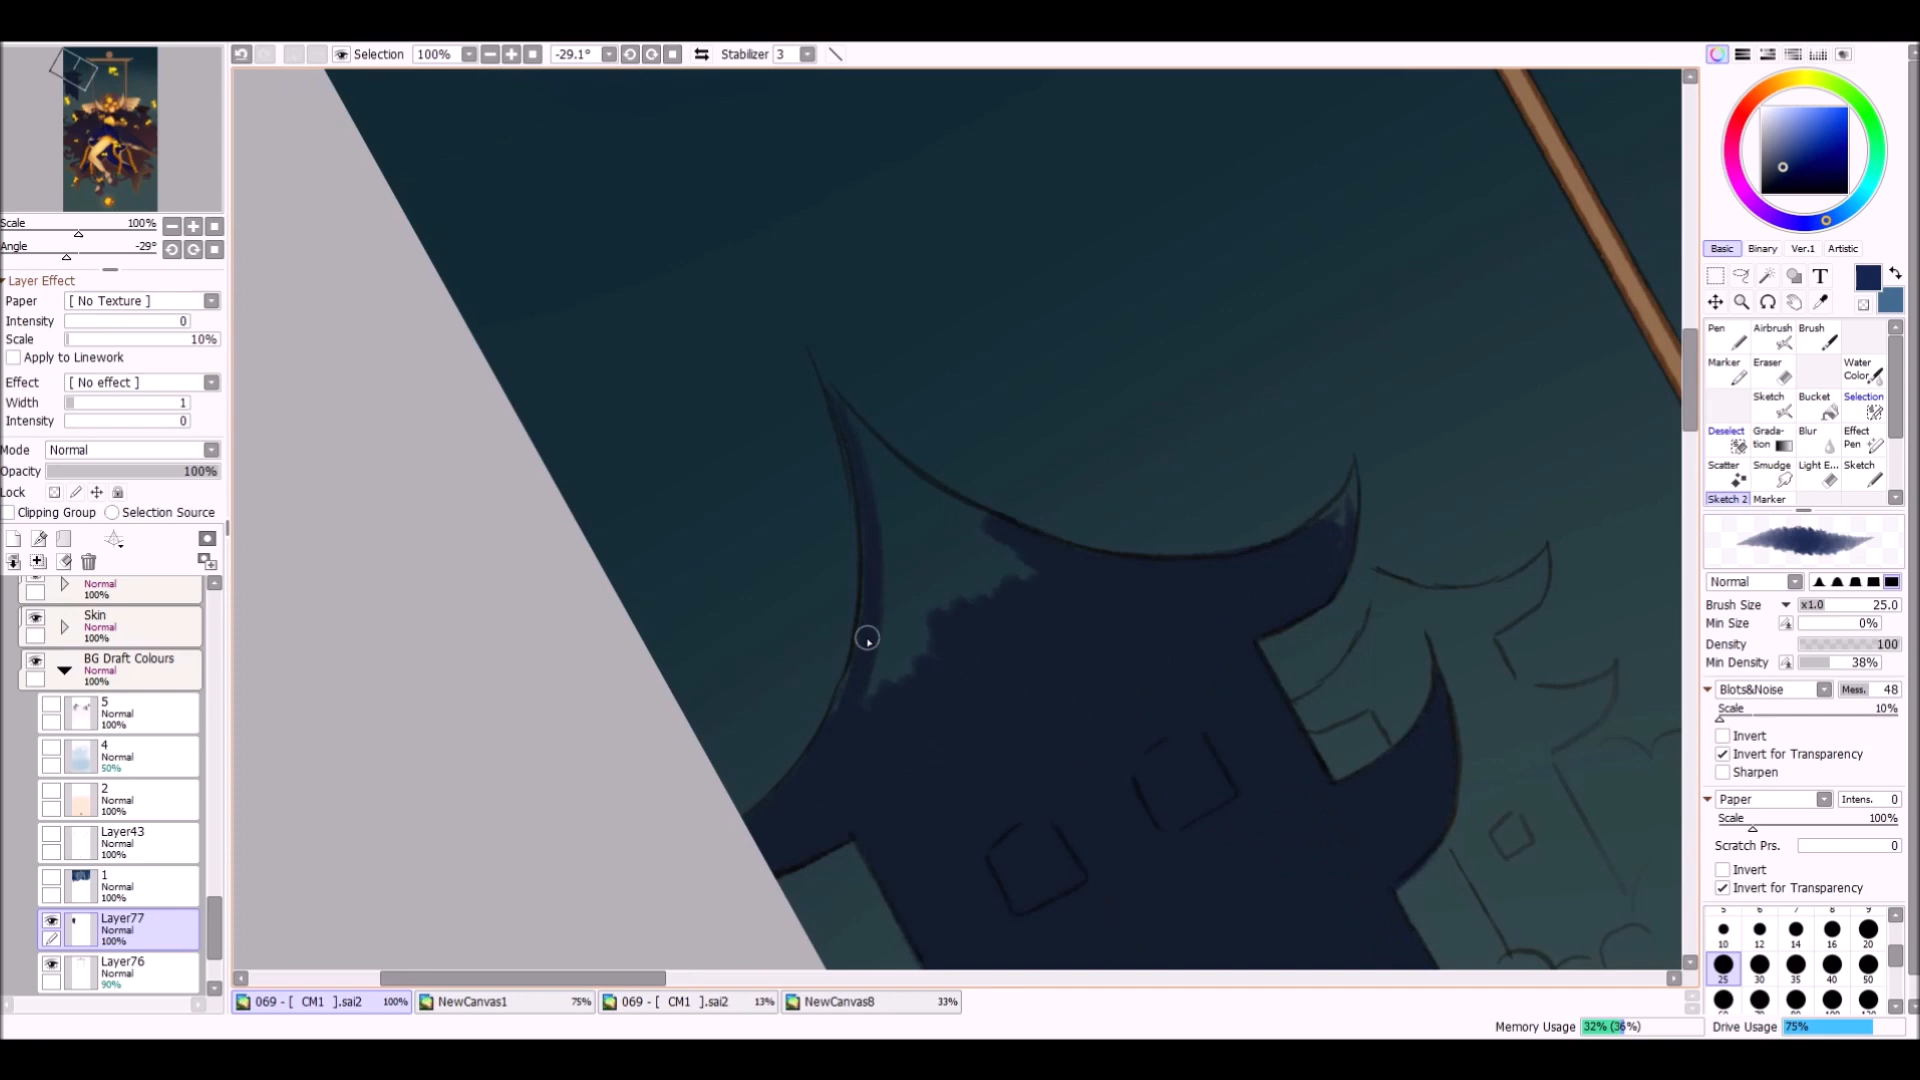 Selection 100% -29.1° Stabilizer 3
Scale 100%
Angle -29°
Layer Effect
Paper [ No Texture ]
Intensity 0
Scale 10%
Apply to Linework
Effect [ No effect ]
Width 1
Intensity 0
Mode Normal
Opacity 100%
Lock
Clipping Group Selection Source
Normal
100%
Skin
Normal
100%
BG Draft Colours
Normal
100%
5
Normal
100%
4
Normal
50%
2
Normal
100%
Layer43
Normal
100%
1
Normal
100%
Layer77
Normal
100%
Layer76
Normal
90%
069 - [ CM1 ].sai2 100% NewCanvas1 75% 069 - [ CM1 ].sai2 13% NewCanvas8 33%
Memory Usage 32% (36%) Drive Usage 75%
Basic Binary Ver.1 Artistic
T
Pen Airbrush Brush
Marker Eraser Water Color
Sketch Bucket Selection
Deselect Grada-tion Blur Effect Pen
Scatter Smudge Light E... Sketch
Sketch 2 Marker
Normal
Brush Size x1.0 25.0
Min Size 0%
Density 100
Min Density 38%
Blots&Noise Mess. 48
Scale 10%
Invert
Invert for Transparency
Sharpen
Paper Intens. 0
Scale 100%
Scratch Prs. 0
Invert
Invert for Transparency
5 6 7 8 9
10 12 14 16 20
25 30 35 40 50